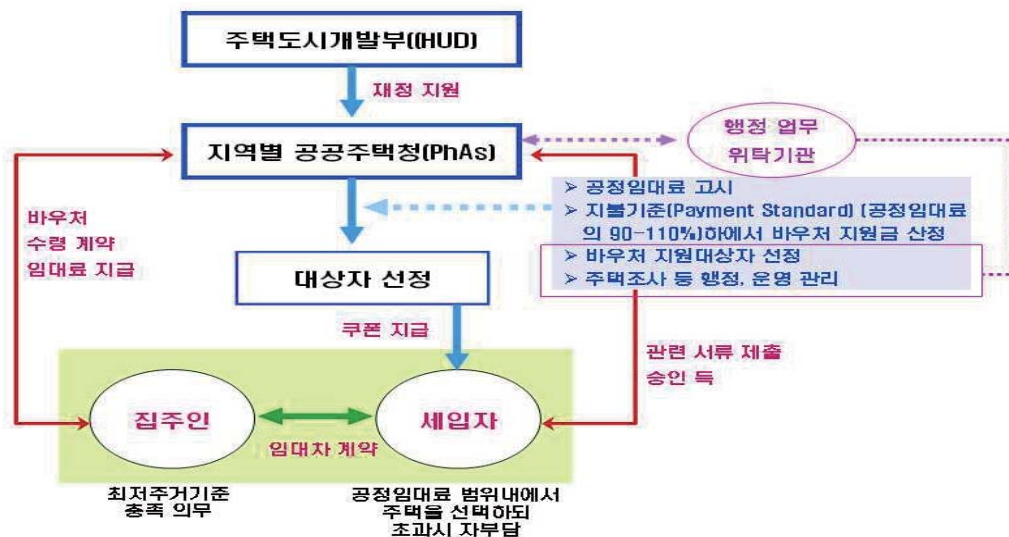 주택도시개발부((HUD)
재정 지원
지역별 공공주택청(PhAs)
행정 업무
위탁기관
➢ 공정임대료 고시
➢ 지불기준(Payment Standard) (공정임대료
의 90-110%)하에서 바우처 지원금 산정
➢ 바우처 지원대상자 선정
➢ 주택조사 등 행정, 운영 관리
바우처
수령 계약
임대료 지급
대상자 선정
쿠폰 지급
관련 서류 제출
승인 득
집주인
세입자
임대차 계약
최저주거기준
충족 의무
공정임대료 범위내에서
주택을 선택하되
초과시 자부담